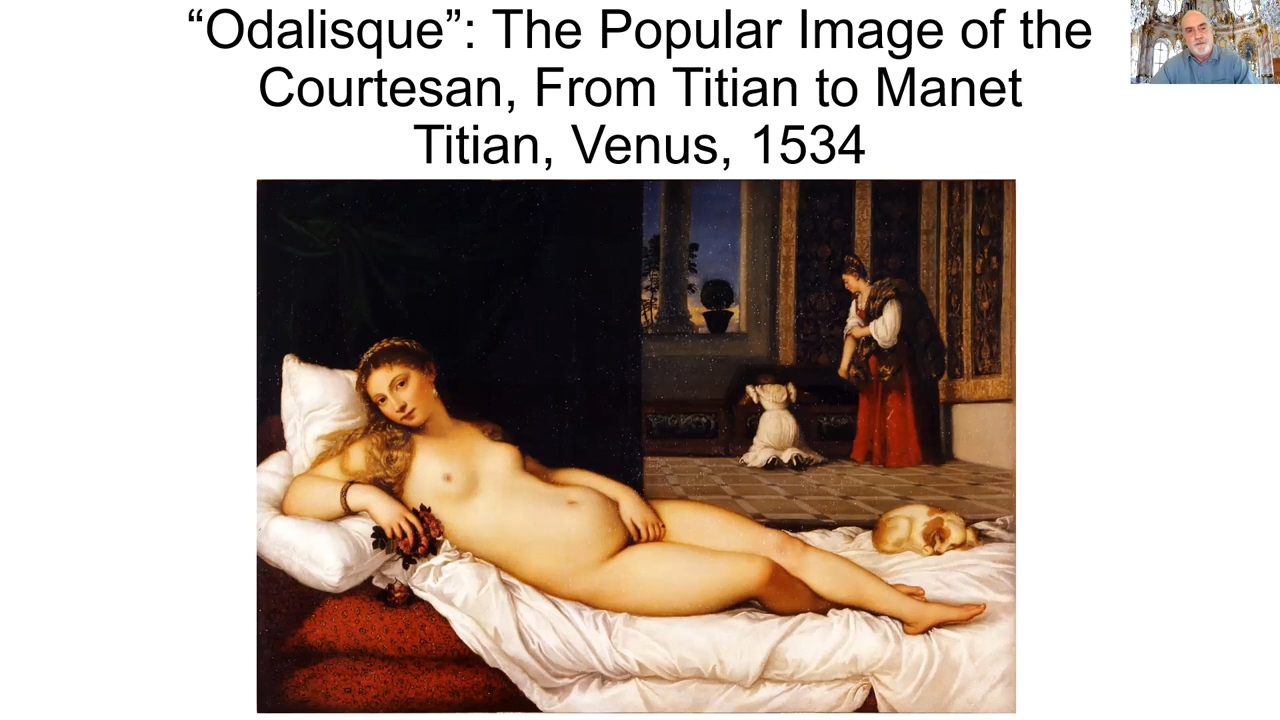 “Odalisque”: The Popular Image of the
Courtesan, From Titian to Manet
Titian, Venus, 1534